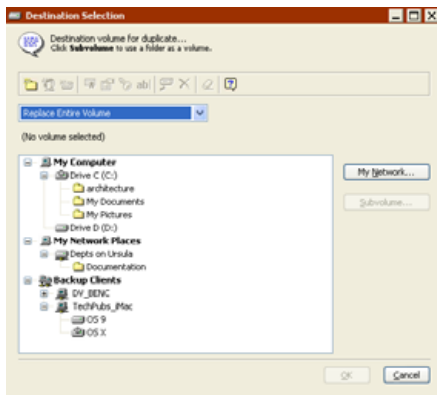 Destination Selection
Destination volume for duplicate...
Click Subvolume to use a folder as a volume.
ab|
Replace Entire Volume
(No volume selected)
My Computer
Drive C (C:)
architecture
My Documents
My Pictures
Drive D (D:)
My Network Places
Depts on Ursula
Documentation
Backup Clients
DV_BENC
TechPubs_iMac
OS 9
OS X
My Network...
Subvolume...
OK
Cancel